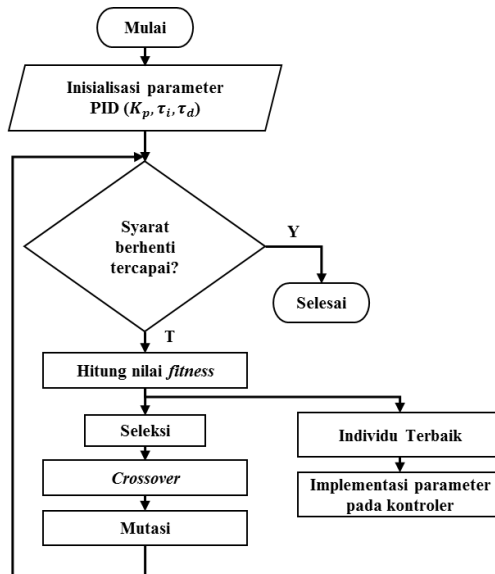 Mulai
Inisialisasi parameter
PID (𝐾ₚ, τᵢ, τ_d)
Syarat
berhenti
tercapai?
Y
Selesai
T
Hitung nilai fitness
Seleksi
Individu Terbaik
Crossover
Implementasi parameter
pada kontroler
Mutasi